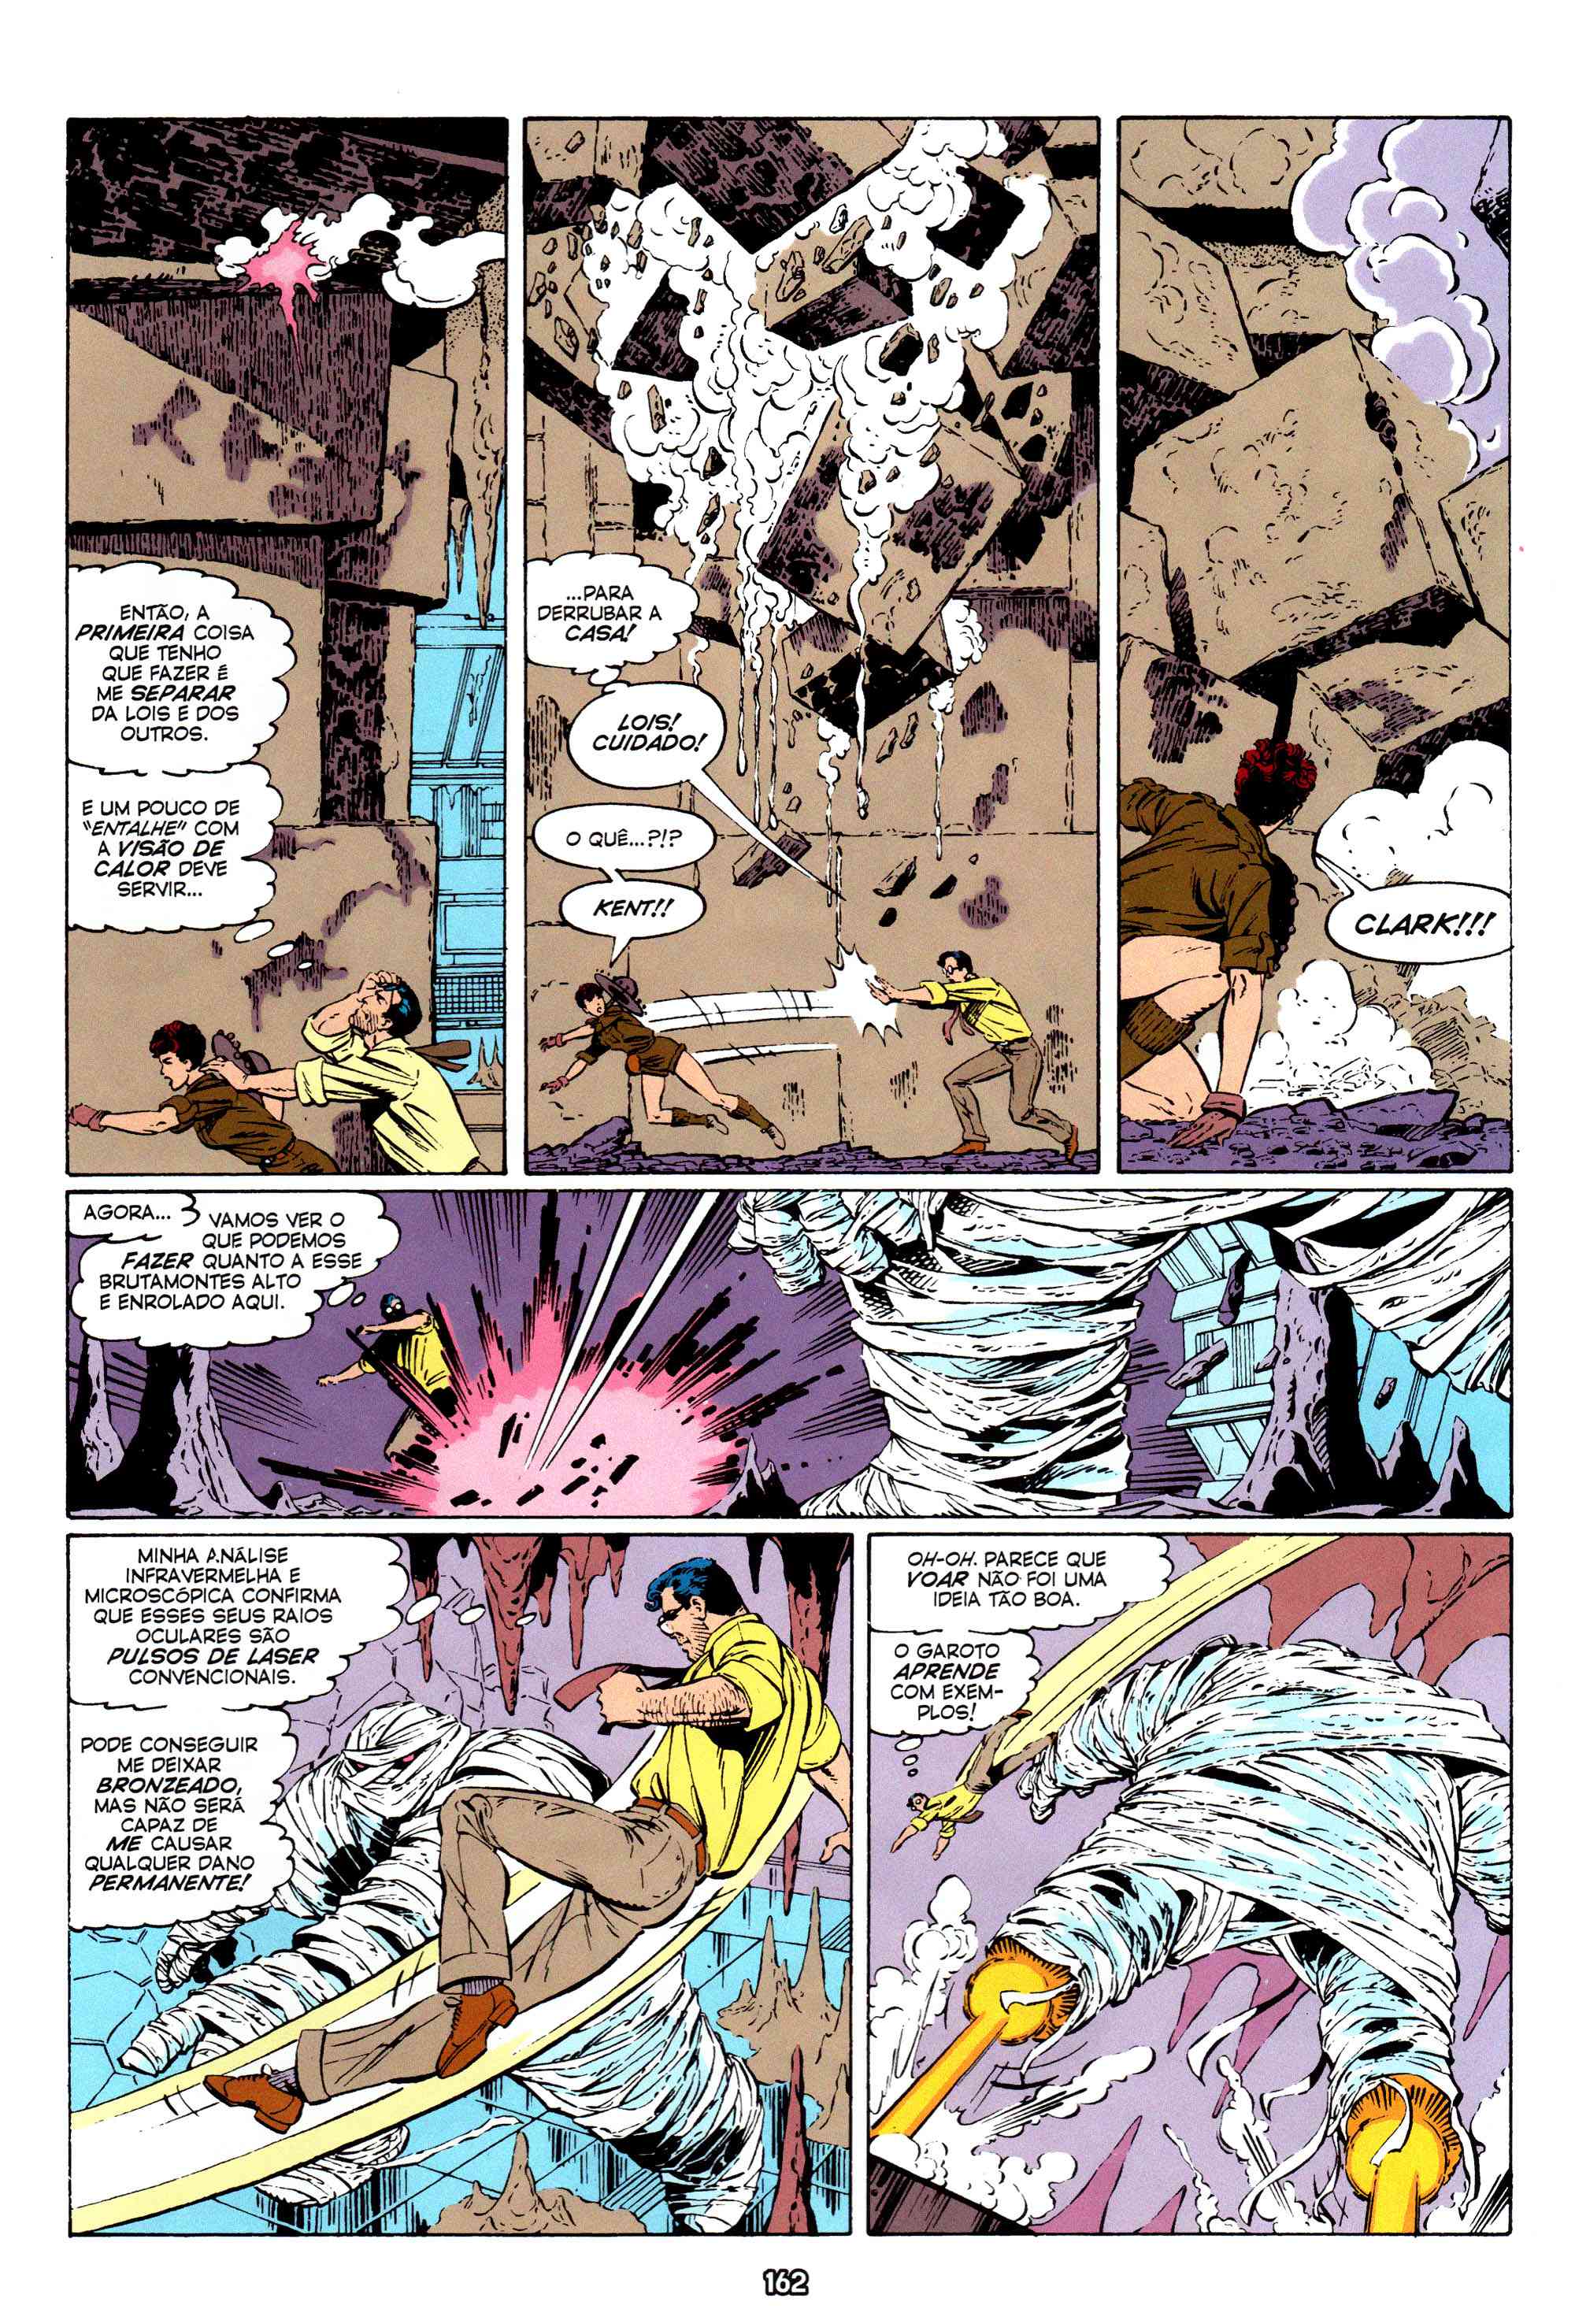 ENTÃO, A
PRIMEIRA COISA
QUE TENHO
QUE FAZER É
ME SEPARAR
DA LOIS E DOS
OUTROS.
E UM POUCO DE
"ENTALHE" COM
A VISÃO DE
CALOR DEVE
SERVIR...
...PARA
DERRUBAR A
CASA!
LOIS!
CUIDADO!
O QUÊ...?!?
KENT!!
CLARK!!!
AGORA...
VAMOS VER O
QUE PODEMOS
FAZER QUANTO A ESSE
BRUTAMONTES ALTO
E ENROLADO AQUI.
MINHA ANÁLISE
INFRAVERMELHA E
MICROSCÓPICA CONFIRMA
QUE ESSES SEUS RAIOS
OCULARES SÃO
PULSOS DE LASER
CONVENCIONAIS.
PODE CONSEGUIR
ME DEIXAR
BRONZEADO,
MAS NÃO SERÁ
CAPAZ DE
ME CAUSAR
QUALQUER DANO
PERMANENTE!
OH-OH. PARECE QUE
VOAR NÃO FOI UMA
IDEIA TÃO BOA.
O GAROTO
APRENDE
COM EXEM-
PLOS!
162